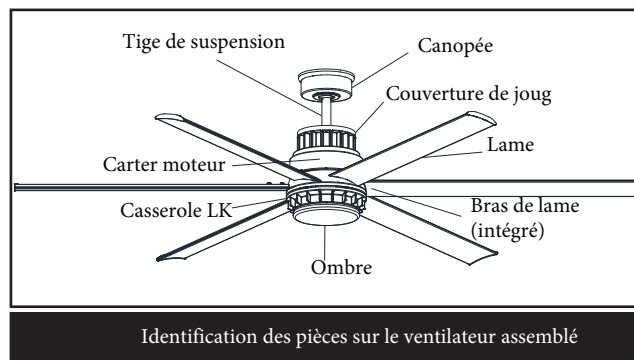 Tige de suspension
Canopée
Couverture de joug
Lame
Carter moteur
Casserole LK
Bras de lame
(intégré)
Ombre
Identification des pièces sur le ventilateur assemblé